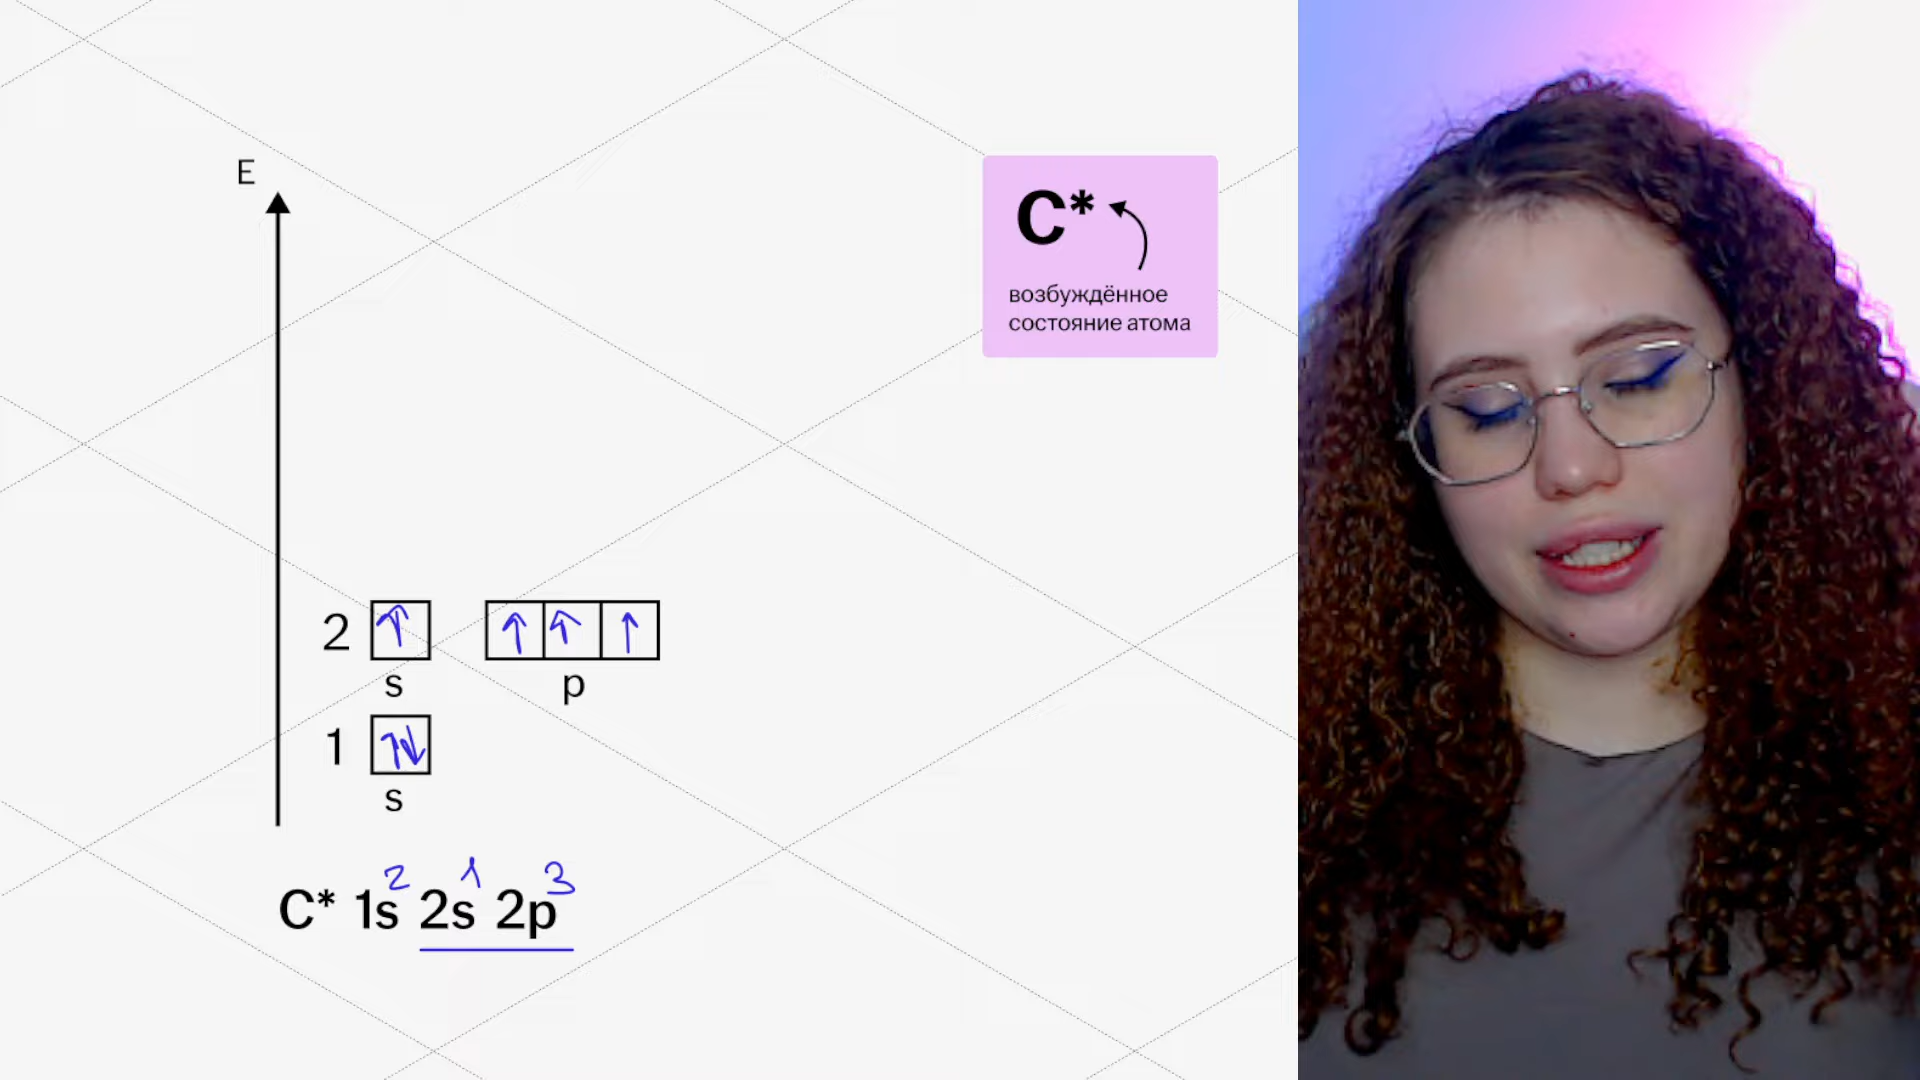 E
C*
возбуждённое
состояние атома
2
s
p
1
s
C* 1s² 2s¹ 2p³